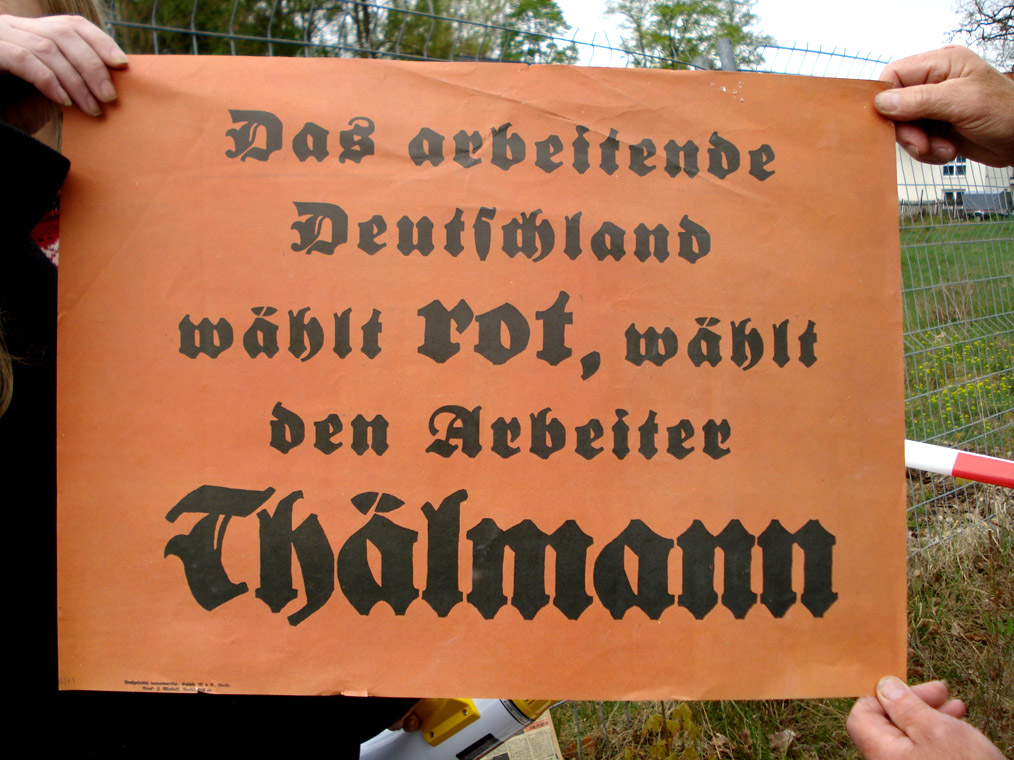 Das arbeitende
Deutschland
wählt rot, wählt
den Arbeiter
Thälmann